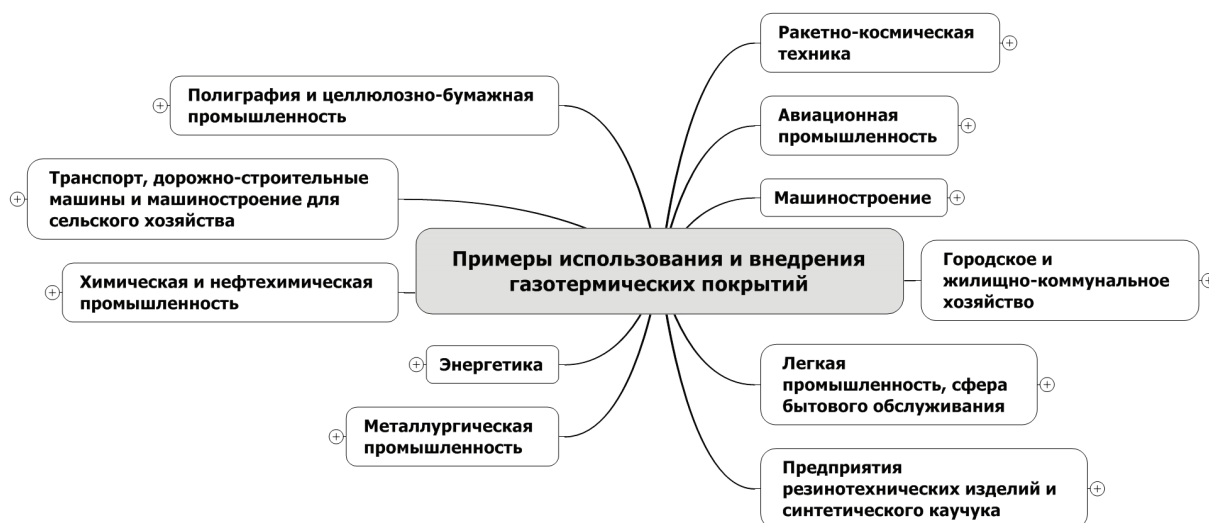 Примеры использования и внедрения
газотермических покрытий
Ракетно-космическая
техника
Авиационная
промышленность
Машиностроение
Городское и
жилищно-коммунальное
хозяйство
Легкая
промышленность, сфера
бытового обслуживания
Предприятия
резинотехнических изделий и
синтетического каучука
Полиграфия и целлюлозно-бумажная
промышленность
Транспорт, дорожно-строительные
машины и машиностроение для
сельского хозяйства
Химическая и нефтехимическая
промышленность
Энергетика
Металлургическая
промышленность